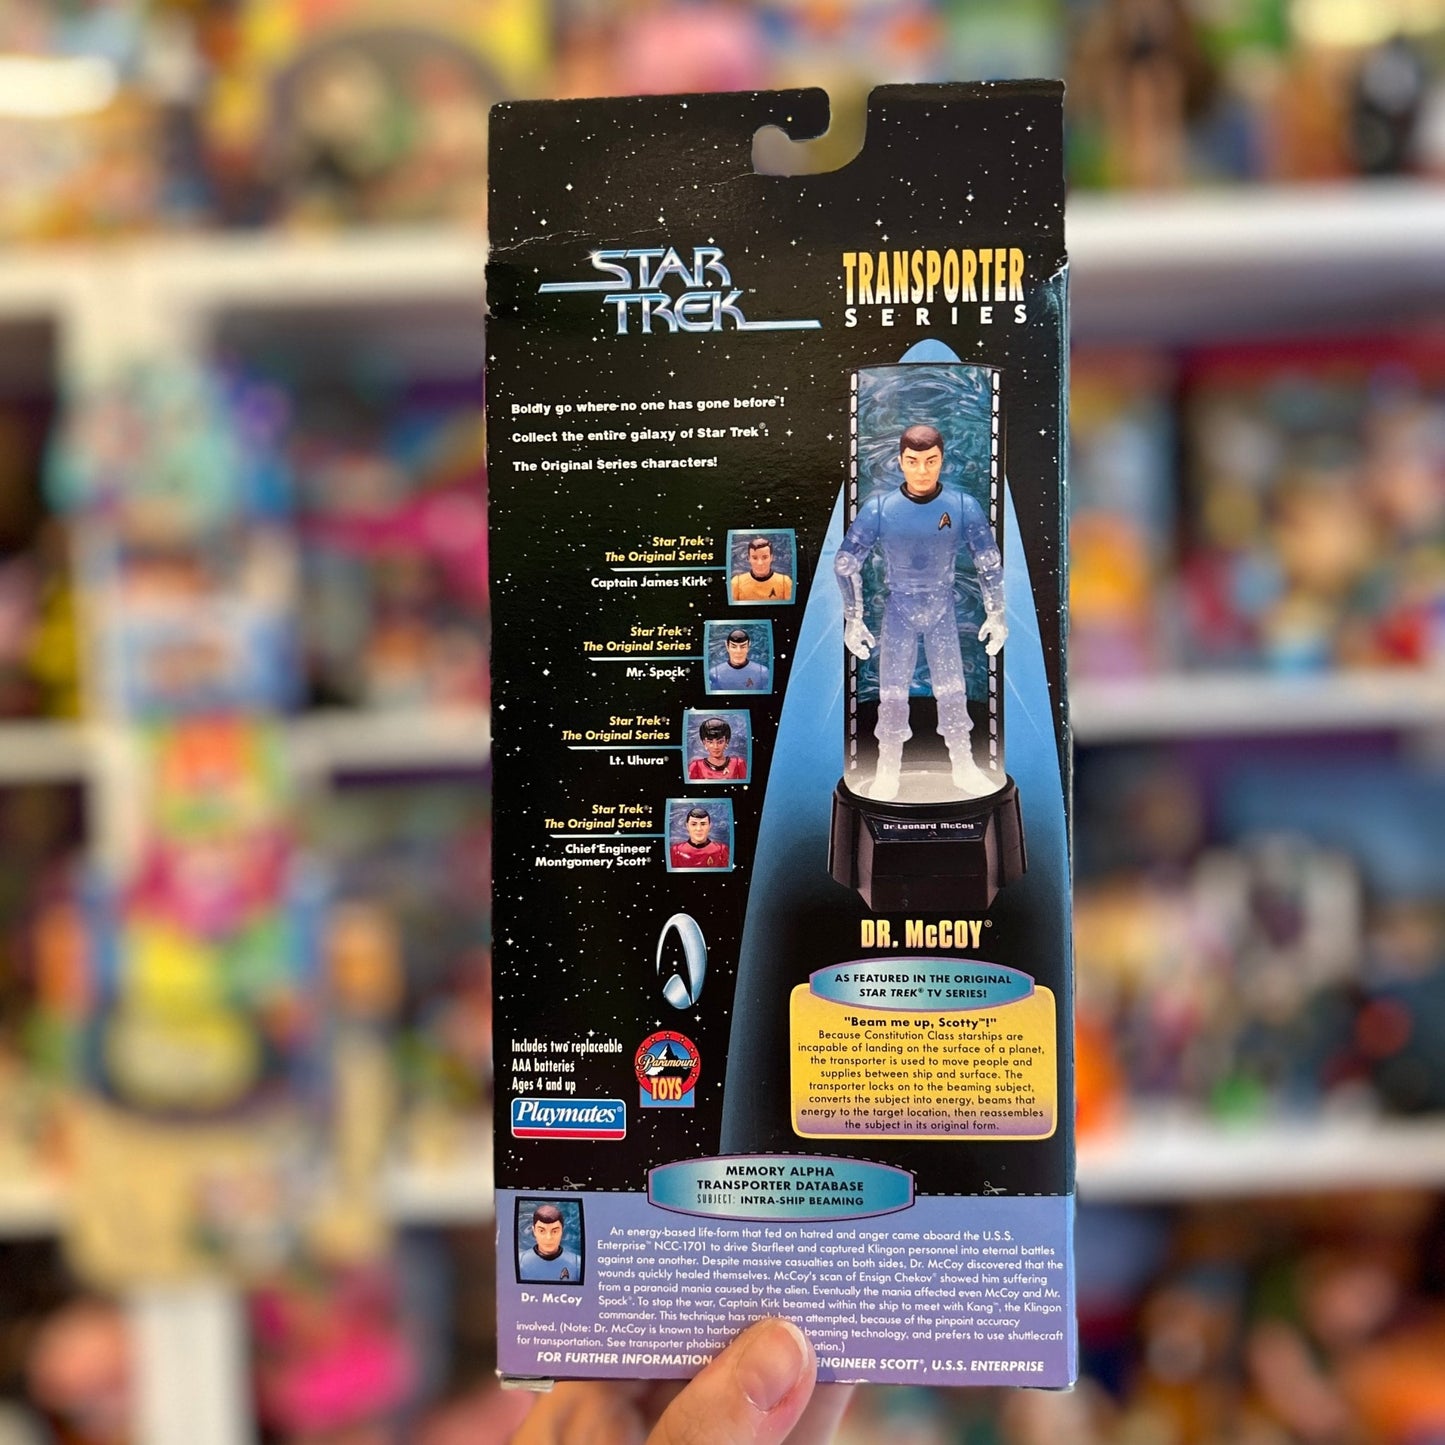 STAR
TREK™
TRANSPORTER
SERIES
Boldly go where no one has gone before™!
Collect the entire galaxy of Star Trek®:
The Original Series characters!
Star Trek®:
The Original Series
Captain James Kirk®
Star Trek®:
The Original Series
Mr. Spock®
Star Trek®:
The Original Series
Lt. Uhura®
Star Trek®:
The Original Series
Chief Engineer
Montgomery Scott®
Dr. Leonard McCoy
DR. McCOY®
AS FEATURED IN THE ORIGINAL
STAR TREK® TV SERIES!
"Beam me up, Scotty™!"
Because Constitution Class starships are
incapable of landing on the surface of a planet,
the transporter is used to move people and
supplies between ship and surface. The
transporter locks on to the beaming subject,
converts the subject into energy, beams that
energy to the target location, then reassembles
the subject in its original form.
Includes two replaceable
AAA batteries
Ages 4 and up
Playmates®
Paramount
TOYS
MEMORY ALPHA
TRANSPORTER DATABASE
SUBJECT: INTRA-SHIP BEAMING
Dr. McCoy
An energy-based life-form that fed on hatred and anger came aboard the U.S.S.
Enterprise™ NCC-1701 to drive Starfleet and captured Klingon personnel into eternal battles
against one another. Despite massive casualties on both sides, Dr. McCoy discovered that the
wounds quickly healed themselves. McCoy's scan of Ensign Chekov® showed him suffering
from a paranoid mania caused by the alien. Eventually the mania affected even McCoy and Mr.
Spock®. To stop the war, Captain Kirk beamed within the ship to meet with Kang™, the Klingon
commander. This technique has rarely been attempted, because of the pinpoint accuracy
involved. (Note: Dr. McCoy is known to harbor beaming technology, and prefers to use shuttlecraft
for transportation. See transporter phobias
FOR FURTHER INFORMATION ENGINEER SCOTT®, U.S.S. ENTERPRISE